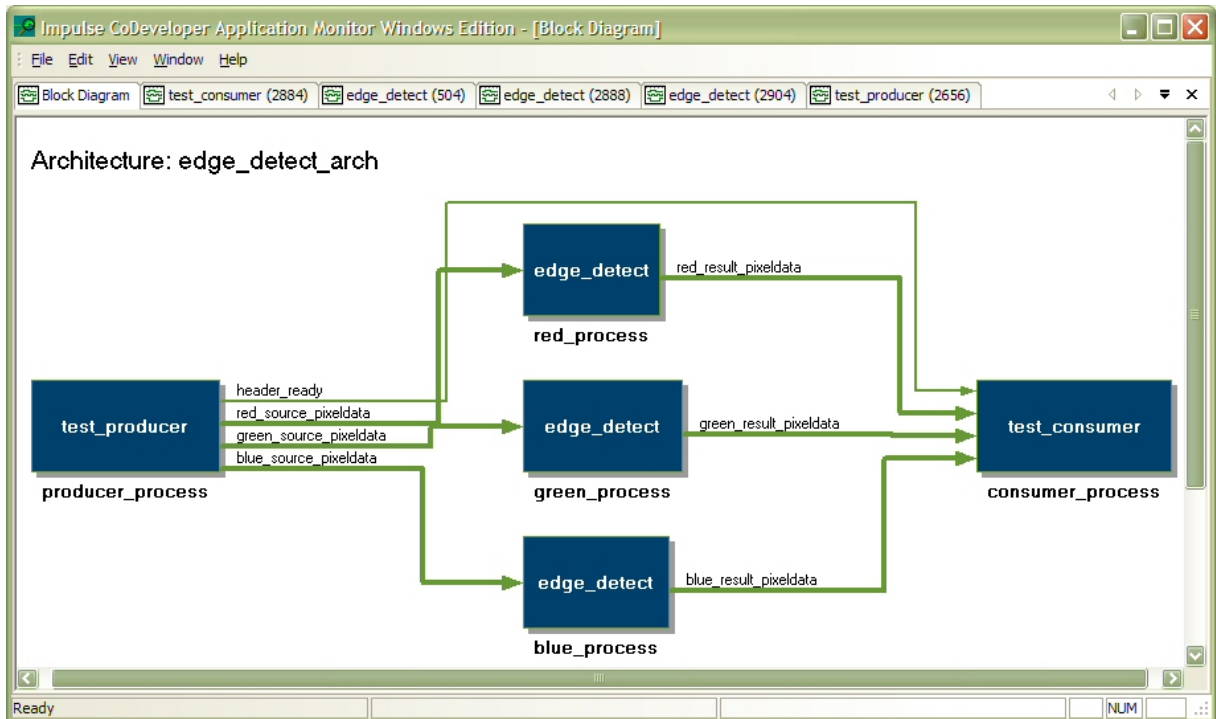 Impulse CoDeveloper Application Monitor Windows Edition - [Block Diagram]
File Edit View Window Help
Block Diagram test_consumer (2884) edge_detect (504) edge_detect (2888) edge_detect (2904) test_producer (2656)
Architecture: edge_detect_arch
edge_detect
red_result_pixeldata
red_process
header_ready
red_source_pixeldata
green_source_pixeldata
blue_source_pixeldata
test_producer
producer_process
edge_detect
green_result_pixeldata
green_process
test_consumer
consumer_process
edge_detect
blue_result_pixeldata
blue_process
Ready NUM